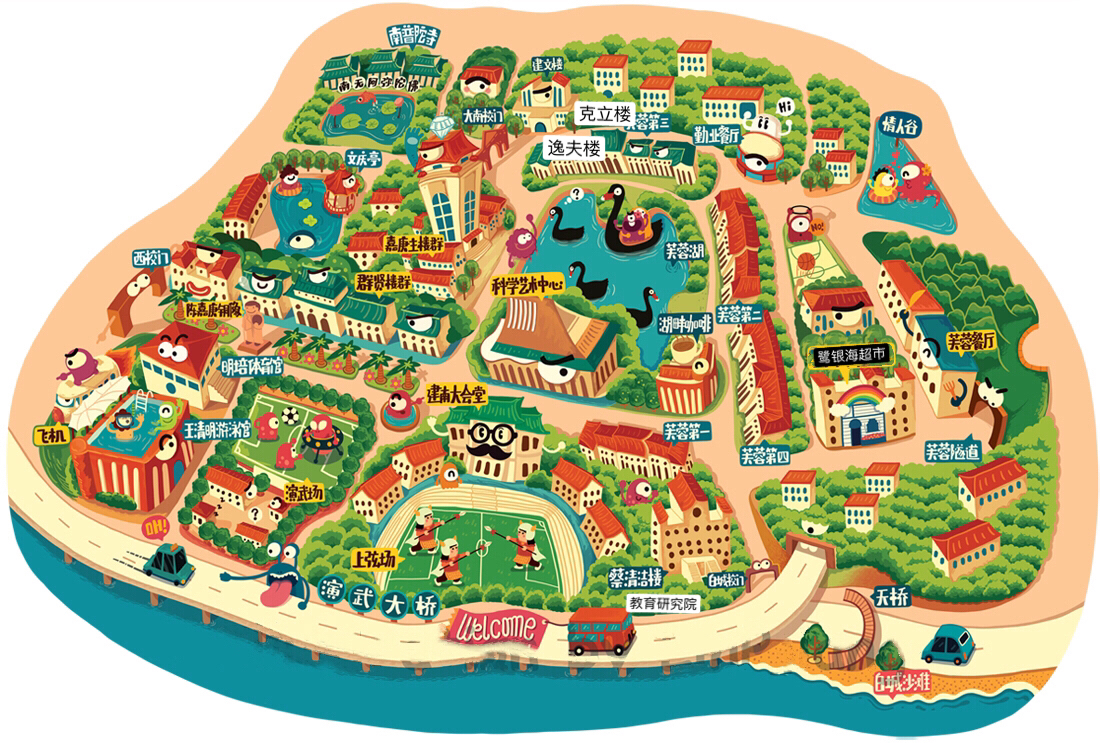 南普陀寺
南无阿弥陀佛
建文楼
大南校门
克立楼
芙蓉第三
勤业餐厅
Hi
情人谷
逸夫楼
文庆亭
?
西校门
嘉庚主楼群
群贤楼群
科学艺术中心
芙蓉湖
NO!
陈嘉庚铜像
湖畔咖啡
芙蓉第二
鹭银海超市
芙蓉餐厅
明培体育馆
建南大会堂
飞机
王清明游泳馆
芙蓉第一
芙蓉第四
芙蓉隧道
演武场
?
OH!
上弦场
蔡清洁楼
白城校门
演武大桥
教育研究院
天桥
Welcome
白城沙滩